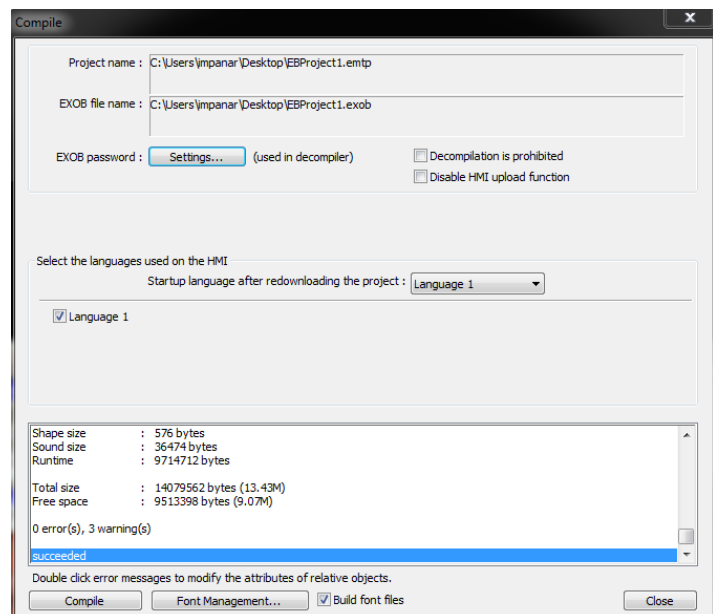 Compile
x
Project name : C:\Users\impanar\Desktop\EBProject1.emtp
EXOB file name : C:\Users\impanar\Desktop\EBProject1.exob
EXOB password : Settings... (used in decompiler) Decompilation is prohibited
Disable HMI upload function
Select the languages used on the HMI
Startup language after redownloading the project : Language 1
Language 1
Shape size : 576 bytes
Sound size : 36474 bytes
Runtime : 9714712 bytes
Total size : 14079562 bytes (13.43M)
Free space : 9513398 bytes (9.07M)
0 error(s), 3 warning(s)
succeeded
Double click error messages to modify the attributes of relative objects.
Compile Font Management... Build font files Close